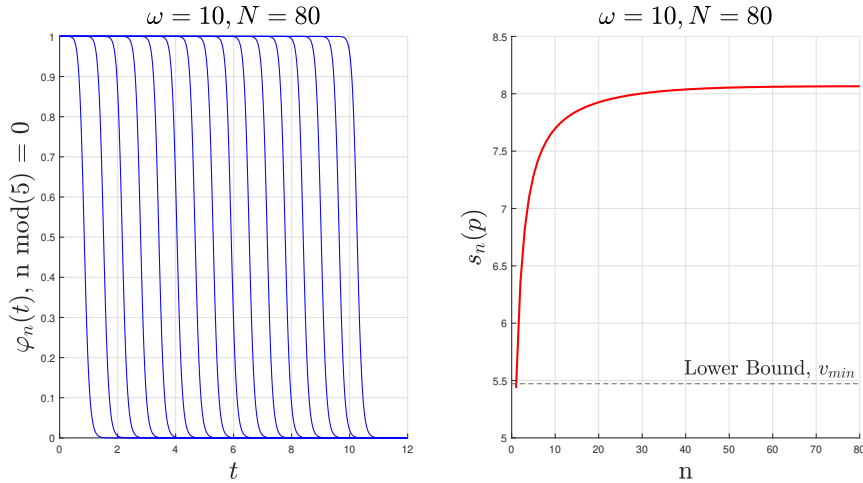 ω = 10, N = 80
φₙ(t), n mod(5) = 0
1
0.9
0.8
0.7
0.6
0.5
0.4
0.3
0.2
0.1
0
0 2 4 6 8 10 12
t
ω = 10, N = 80
sₙ(p)
8.5
8
7.5
7
6.5
6
5.5
5
Lower Bound, v_min
0 10 20 30 40 50 60 70 80
n